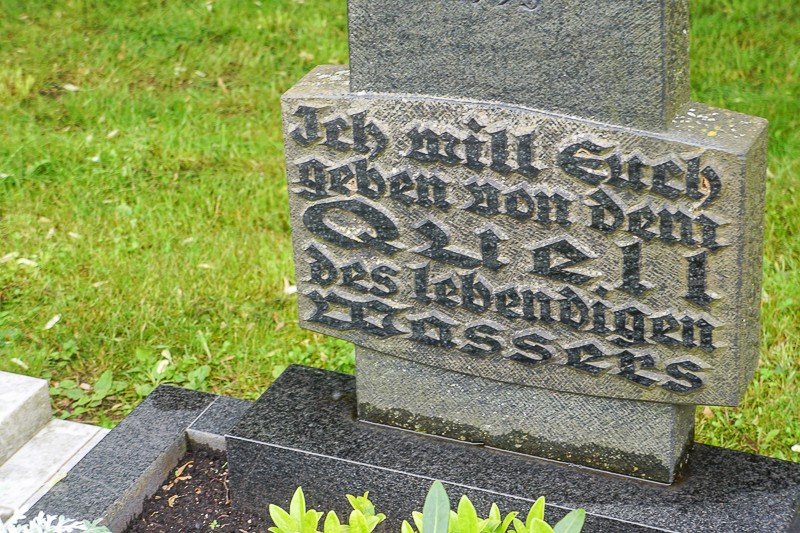 Ich will Euch
geben von dem
Quell
des lebendigen
Wassers